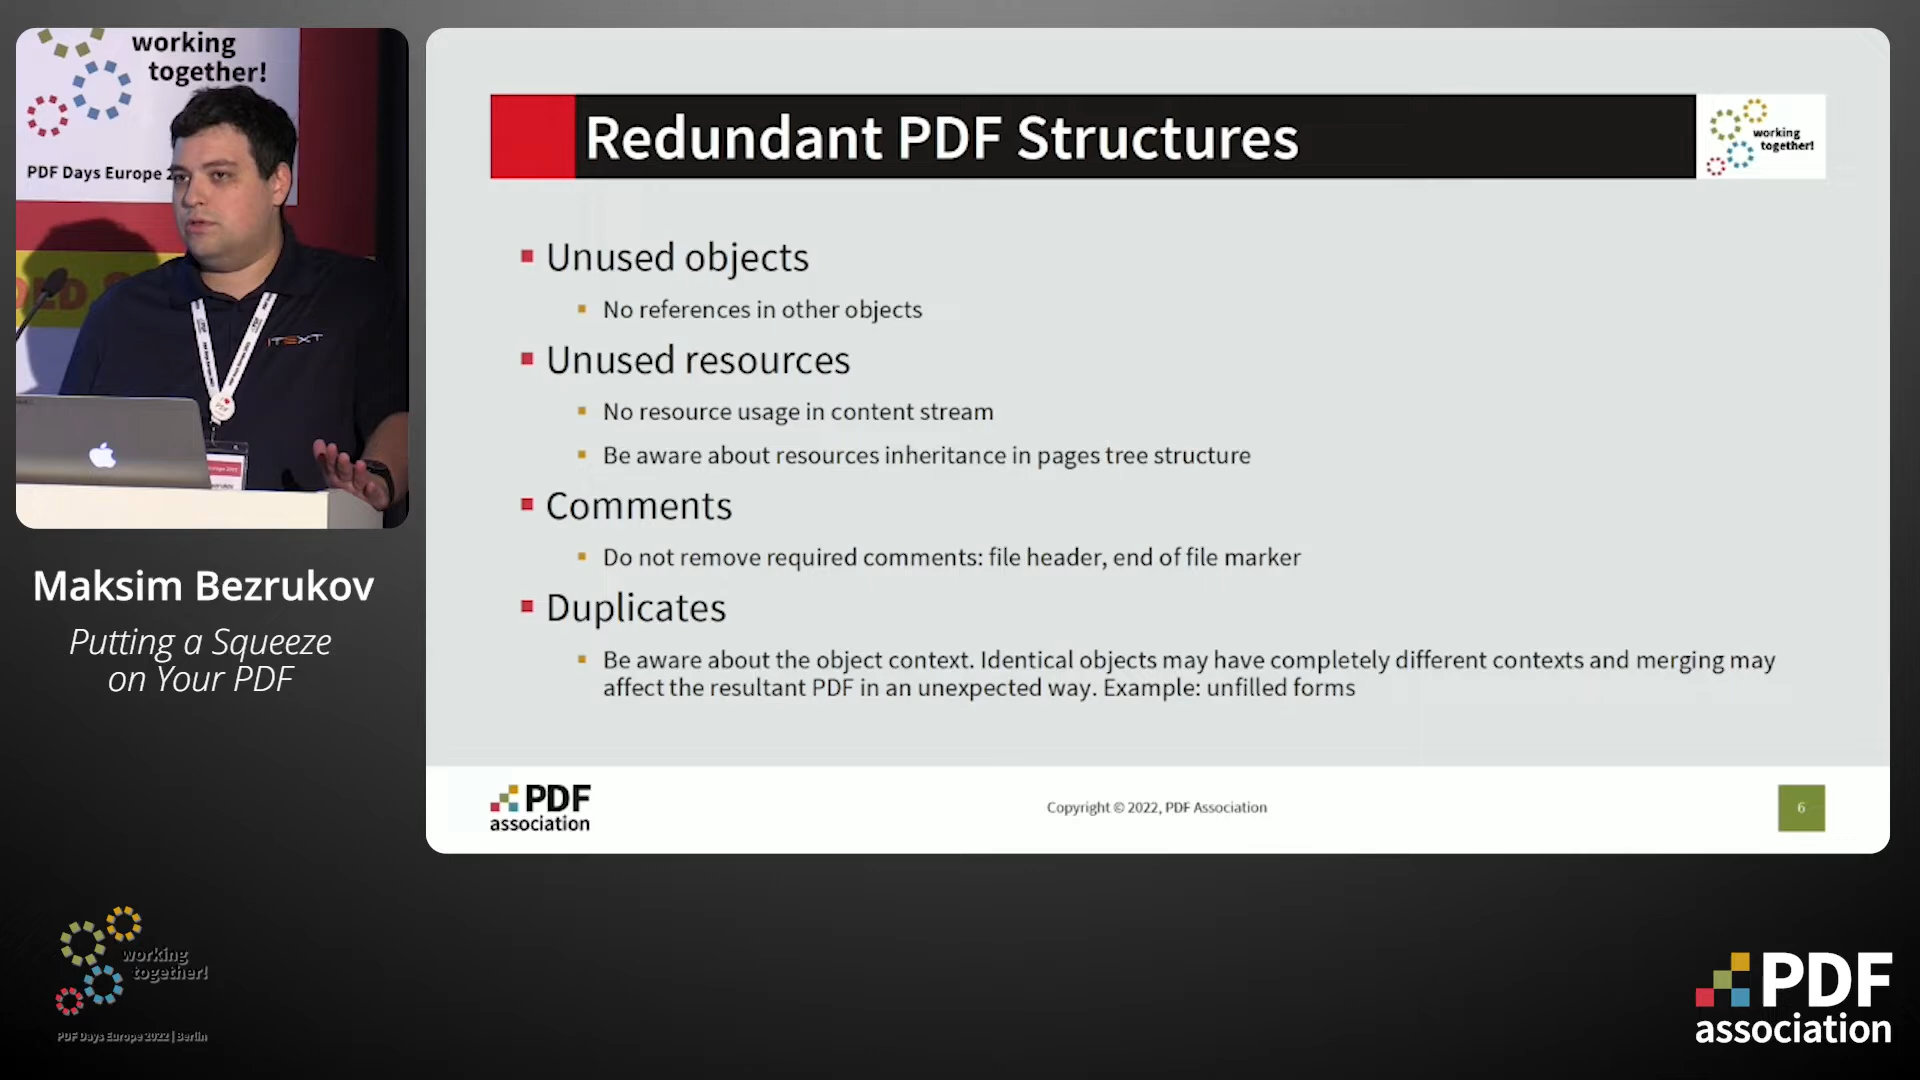 working
together!
PDF Days Europe 2
iTEXT
Maksim Bezrukov
Putting a Squeeze
on Your PDF
Redundant PDF Structures
working
together!
Unused objects
No references in other objects
Unused resources
No resource usage in content stream
Be aware about resources inheritance in pages tree structure
Comments
Do not remove required comments: file header, end of file marker
Duplicates
Be aware about the object context. Identical objects may have completely different contexts and merging may
affect the resultant PDF in an unexpected way. Example: unfilled forms
PDF
association
Copyright © 2022, PDF Association
6
working
together!
PDF Days Europe 2022 | Berlin
PDF
association